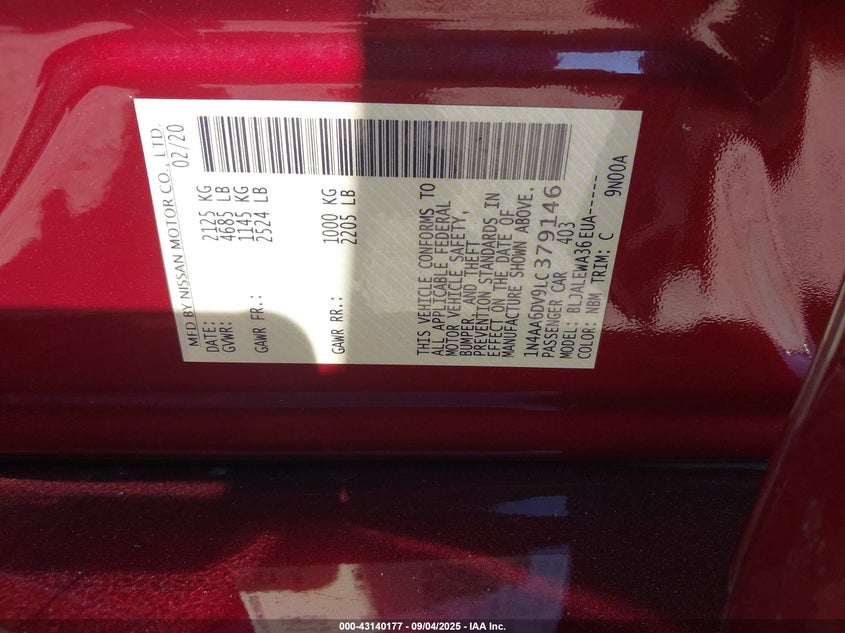 MFD BY NISSAN MOTOR CO., LTD.
DATE: 02/20
GVWR: 2125 KG
4685 LB
GAWR FR.: 1145 KG
2524 LB
GAWR RR.: 1000 KG
2205 LB
THIS VEHICLE CONFORMS TO
ALL APPLICABLE FEDERAL
MOTOR VEHICLE SAFETY,
BUMPER, AND THEFT
PREVENTION STANDARDS IN
EFFECT ON THE DATE OF
MANUFACTURE SHOWN ABOVE.
1N4AA6DV9LC379146
PASSENGER CAR 403
MODEL: BLJALEWA36EUA-----
COLOR: NBM TRIM: C 9N00A
000-43140177 - 09/04/2025 - IAA Inc.